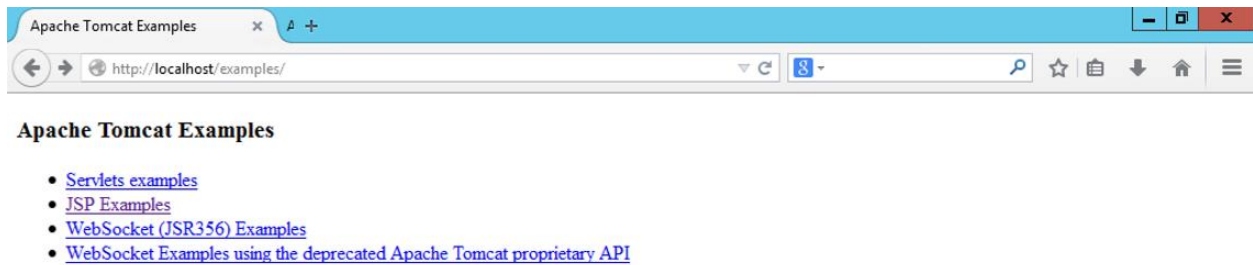 Apache Tomcat Examples
http://localhost/examples/
Apache Tomcat Examples
Servlets examples
JSP Examples
WebSocket (JSR356) Examples
WebSocket Examples using the deprecated Apache Tomcat proprietary API